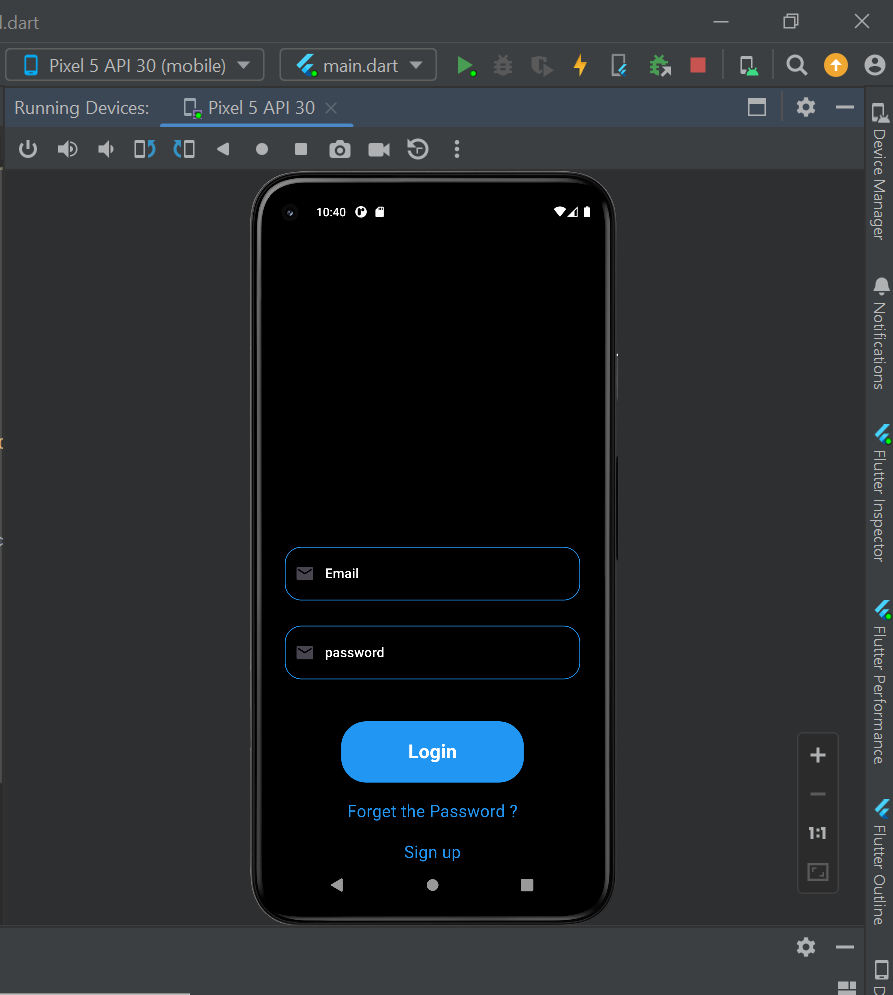 l.dart
Pixel 5 API 30 (mobile)
main.dart
Running Devices:
Pixel 5 API 30
10:40
Email
password
Login
Forget the Password ?
Sign up
1:1
Device Manager
Notifications
Flutter Inspector
Flutter Performance
Flutter Outline